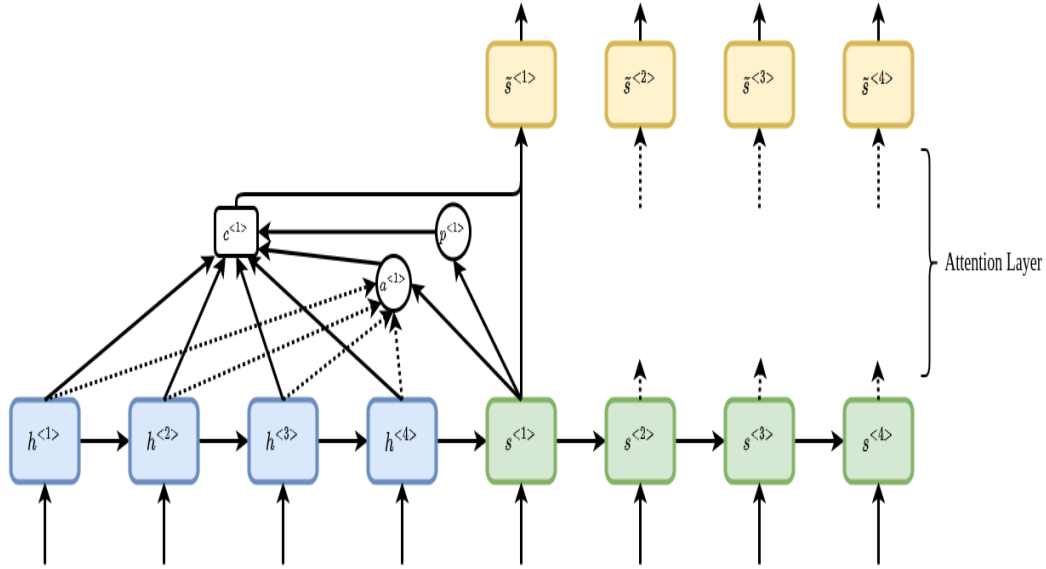 s̃<1> s̃<2> s̃<3> s̃<4>
c<1> p<1>
Attention Layer
a<1>
h<1> h<2> h<3> h<4> s<1> s<2> s<3> s<4>